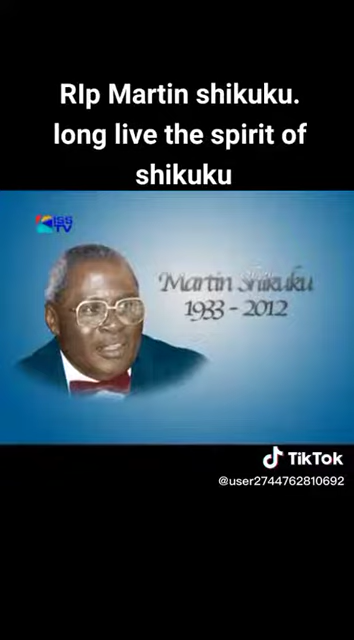 RIp Martin shikuku.
long live the spirit of
shikuku
KISS
TV
Martin Shikuku
1933 - 2012
TikTok
@user2744762810692